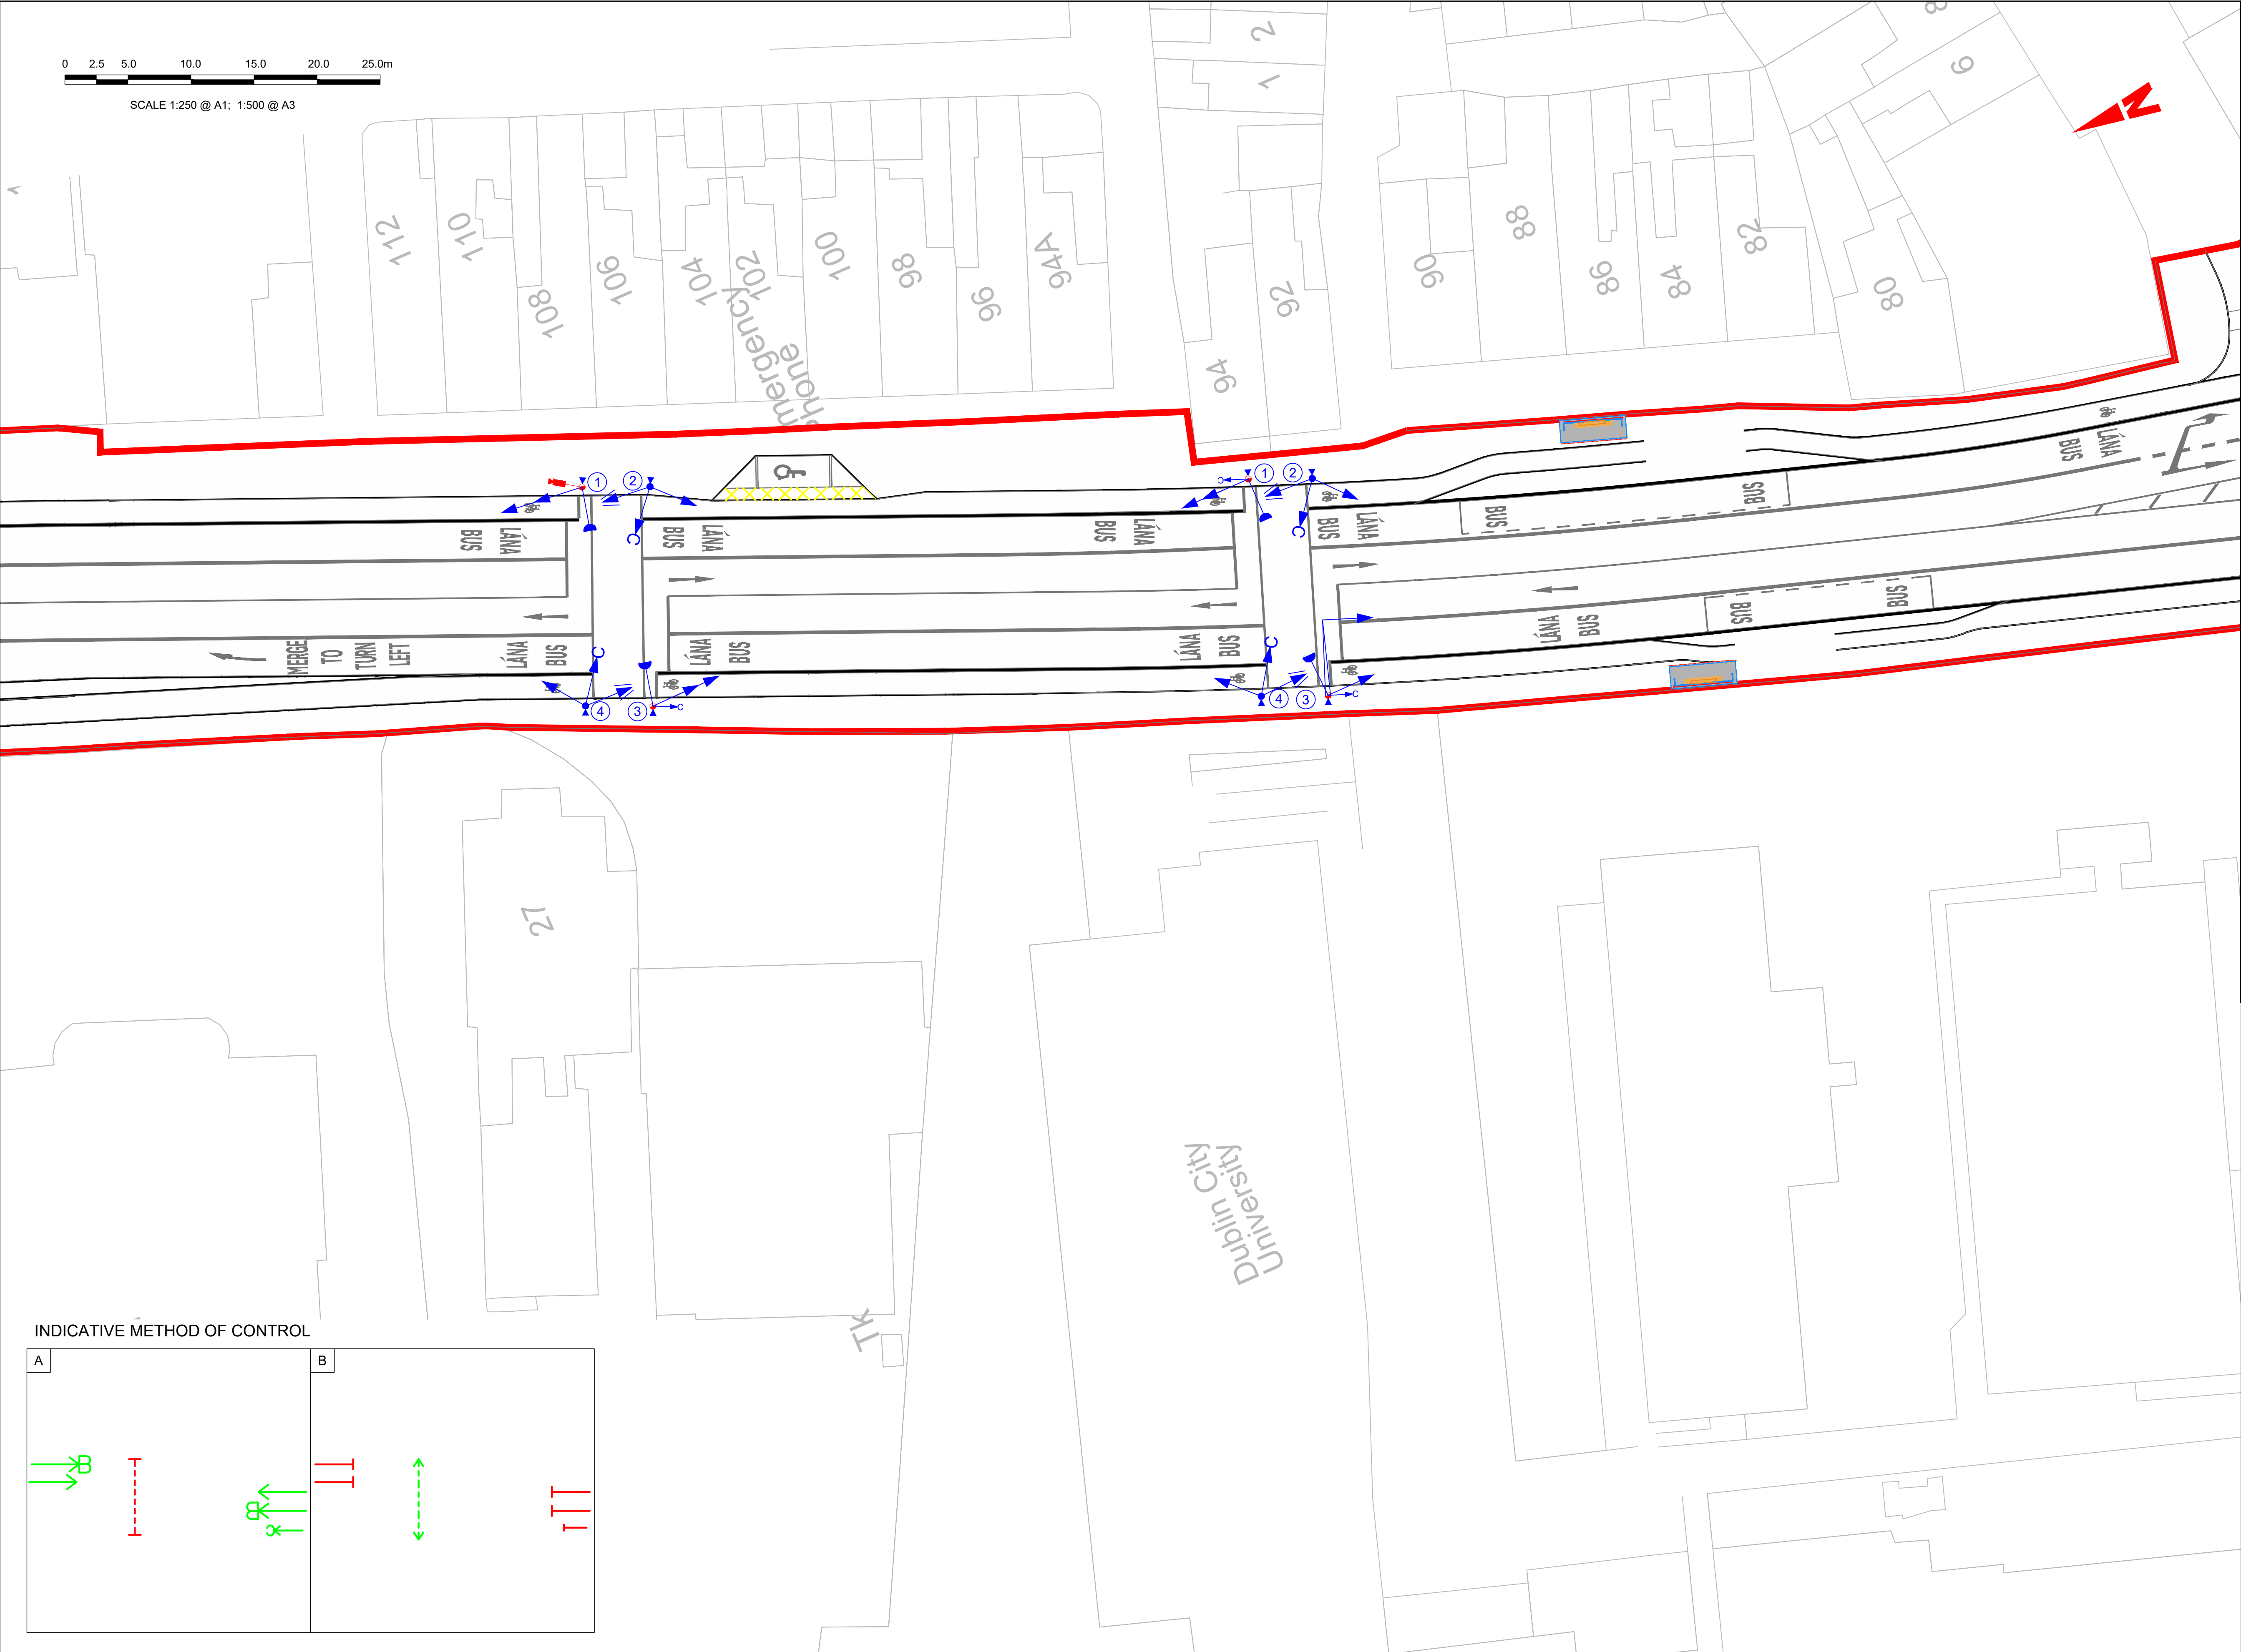 0 2.5 5.0 10.0 15.0 20.0 25.0m
SCALE 1:250 @ A1; 1:500 @ A3
N
2
1
8
9
112
110
108
106
104
102
100
98
96
94A
94
92
90
88
86
84
82
80
mergency
phone
1
2
1
2
C
C
C
BUS LÁNA
BUS LÁNA
BUS LÁNA
BUS LÁNA
BUS
BUS
BUS LÁNA
MERGE
TO
TURN
LEFT
LÁNA BUS
LÁNA BUS
LÁNA BUS
LÁNA BUS
BUS
BUS
C
C
C
C
4
3
4
3
27
Dublin City
University
TK
INDICATIVE METHOD OF CONTROL
A
B
B
B
C